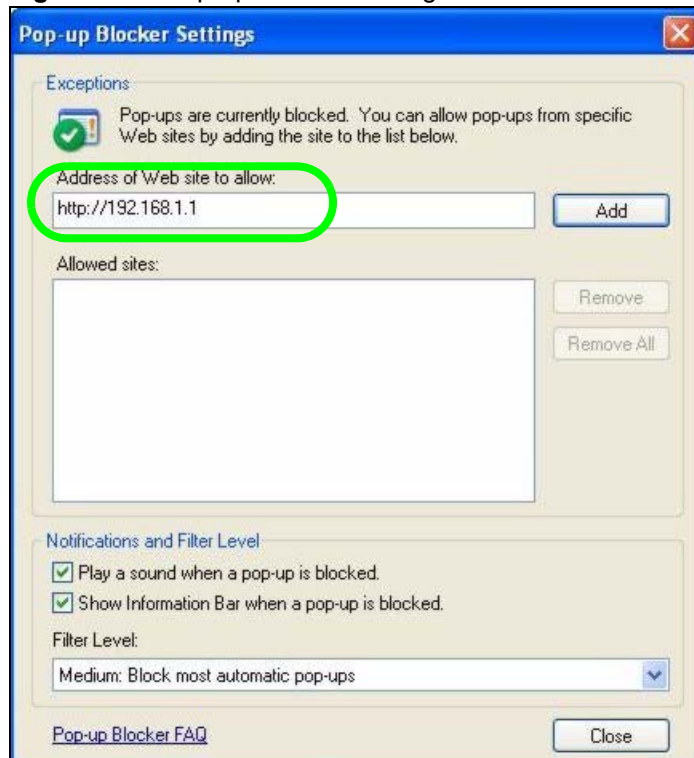 Pop-up Blocker Settings
Exceptions
Pop-ups are currently blocked. You can allow pop-ups from specific
Web sites by adding the site to the list below.
Address of Web site to allow:
http://192.168.1.1
Add
Allowed sites:
Remove
Remove All
Notifications and Filter Level
Play a sound when a pop-up is blocked.
Show Information Bar when a pop-up is blocked.
Filter Level:
Medium: Block most automatic pop-ups
Pop-up Blocker FAQ
Close